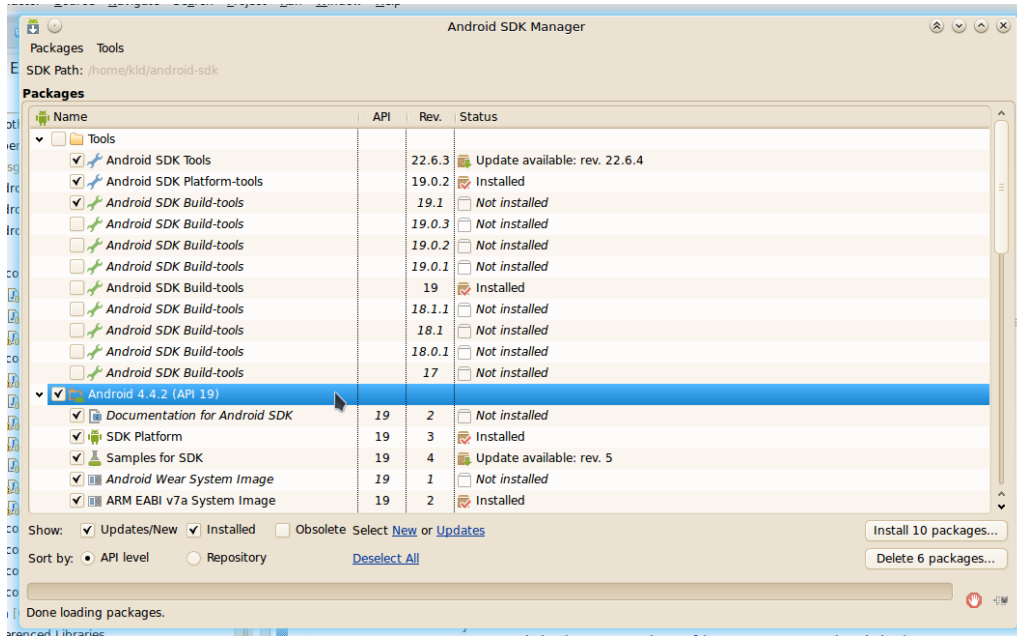 Android SDK Manager
Packages Tools
SDK Path: /home/kld/android-sdk
Packages
Name API Rev. Status
Tools
Android SDK Tools 22.6.3 Update available: rev. 22.6.4
Android SDK Platform-tools 19.0.2 Installed
Android SDK Build-tools 19.1 Not installed
Android SDK Build-tools 19.0.3 Not installed
Android SDK Build-tools 19.0.2 Not installed
Android SDK Build-tools 19.0.1 Not installed
Android SDK Build-tools 19 Installed
Android SDK Build-tools 18.1.1 Not installed
Android SDK Build-tools 18.1 Not installed
Android SDK Build-tools 18.0.1 Not installed
Android SDK Build-tools 17 Not installed
Android 4.4.2 (API 19)
Documentation for Android SDK 19 2 Not installed
SDK Platform 19 3 Installed
Samples for SDK 19 4 Update available: rev. 5
Android Wear System Image 19 1 Not installed
ARM EABI v7a System Image 19 2 Installed
Show: Updates/New Installed Obsolete Select New or Updates Install 10 packages...
Sort by: API level Repository Deselect All Delete 6 packages...
Done loading packages.